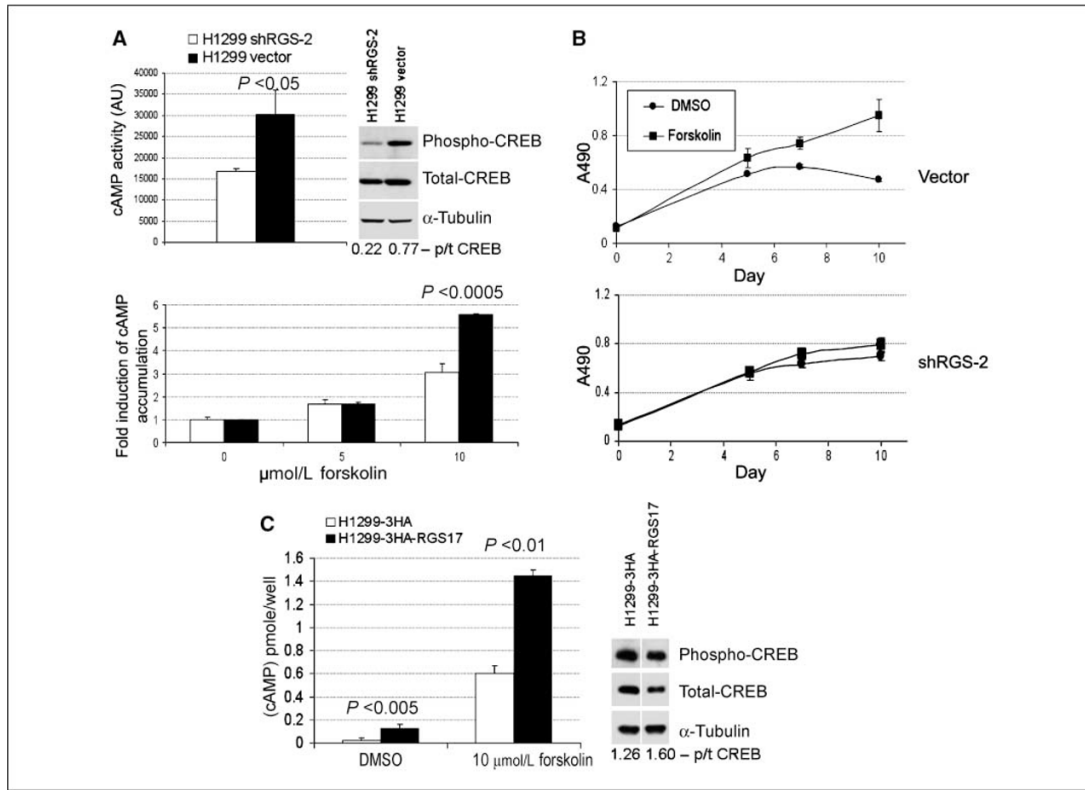 A
H1299 shRGS-2
H1299 vector
P <0.05
cAMP activity (AU)
40000
35000
30000
25000
20000
15000
10000
5000
0
H1299 shRGS-2
H1299 vector
Phospho-CREB
Total-CREB
α-Tubulin
0.22 0.77 – p/t CREB
P <0.0005
Fold induction of cAMP
accumulation
6
5
4
3
2
1
0
0 5 10
µmol/L forskolin
B
DMSO
Forskolin
A490
1.2
0.8
0.4
0
0 2 4 6 8 10
Day
Vector
A490
1.2
0.8
0.4
0
0 2 4 6 8 10
Day
shRGS-2
C
H1299-3HA
H1299-3HA-RGS17
P <0.01
(cAMP) pmole/well
1.6
1.4
1.2
1
0.8
0.6
0.4
0.2
0
P <0.005
DMSO 10 µmol/L forskolin
H1299-3HA
H1299-3HA-RGS17
Phospho-CREB
Total-CREB
α-Tubulin
1.26 1.60 – p/t CREB